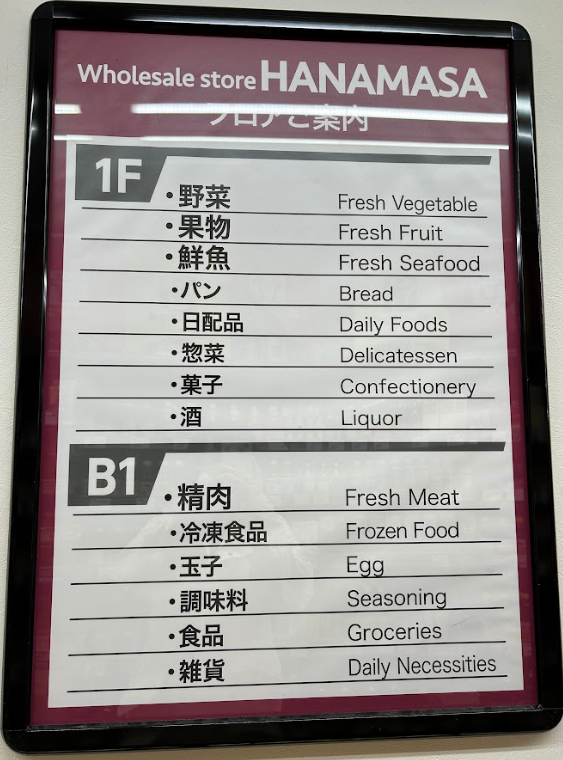 Wholesale store HANAMASA
フロアご案内
1F
・野菜 Fresh Vegetable
・果物 Fresh Fruit
・鮮魚 Fresh Seafood
・パン Bread
・日配品 Daily Foods
・惣菜 Delicatessen
・菓子 Confectionery
・酒 Liquor
B1
・精肉 Fresh Meat
・冷凍食品 Frozen Food
・玉子 Egg
・調味料 Seasoning
・食品 Groceries
・雑貨 Daily Necessities